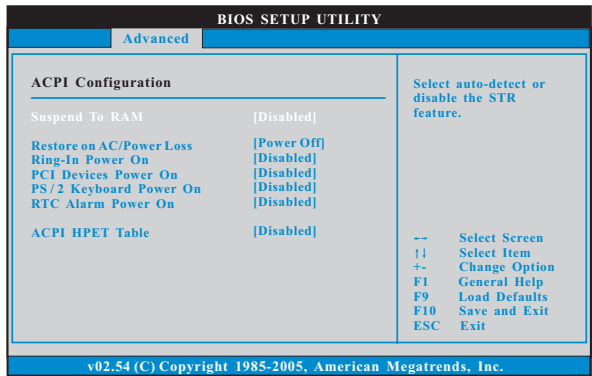 BIOS SETUP UTILITY
Advanced
ACPI Configuration
Suspend To RAM [Disabled]
Restore on AC/Power Loss [Power Off]
Ring-In Power On [Disabled]
PCI Devices Power On [Disabled]
PS/2 Keyboard Power On [Disabled]
RTC Alarm Power On [Disabled]
ACPI HPET Table [Disabled]
Select auto-detect or
disable the STR
feature.
←→ Select Screen
↑↓ Select Item
+- Change Option
F1 General Help
F9 Load Defaults
F10 Save and Exit
ESC Exit
v02.54 (C) Copyright 1985-2005, American Megatrends, Inc.